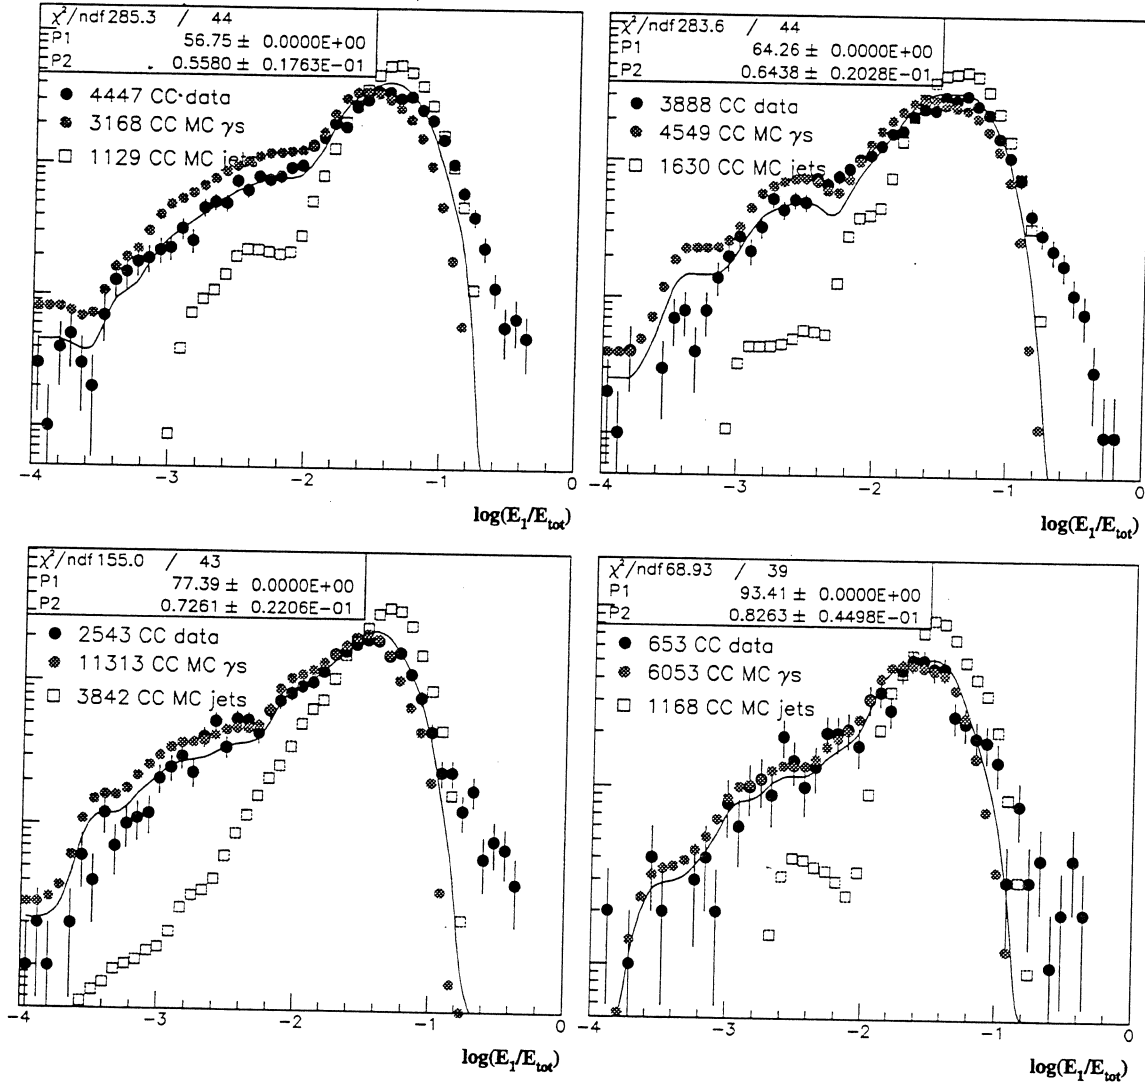 χ²/ndf 285.3 / 44
P1 56.75 ± 0.0000E+00
P2 0.5580 ± 0.1763E-01
4447 CC data
3168 CC MC γs
1129 CC MC jets
-4 -3 -2 -1 0
log(E₁/Eₜₒₜ)
χ²/ndf 283.6 / 44
P1 64.26 ± 0.0000E+00
P2 0.6438 ± 0.2028E-01
3888 CC data
4549 CC MC γs
1630 CC MC jets
-4 -3 -2 -1 0
log(E₁/Eₜₒₜ)
χ²/ndf 155.0 / 43
P1 77.39 ± 0.0000E+00
P2 0.7261 ± 0.2206E-01
2543 CC data
11313 CC MC γs
3842 CC MC jets
-4 -3 -2 -1 0
log(E₁/Eₜₒₜ)
χ²/ndf 68.93 / 39
P1 93.41 ± 0.0000E+00
P2 0.8263 ± 0.4498E-01
653 CC data
6053 CC MC γs
1168 CC MC jets
-4 -3 -2 -1 0
log(E₁/Eₜₒₜ)